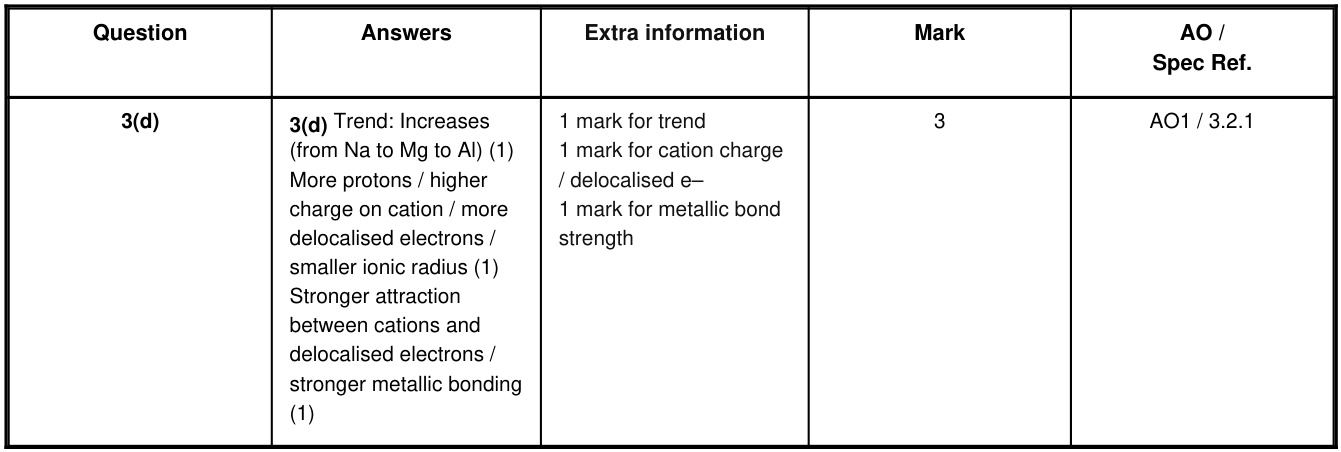 Question
Answers
Extra information
Mark
AO /
Spec Ref.
3(d)
3(d) Trend: Increases
(from Na to Mg to Al) (1)
More protons / higher
charge on cation / more
delocalised electrons /
smaller ionic radius (1)
Stronger attraction
between cations and
delocalised electrons /
stronger metallic bonding
(1)
1 mark for trend
1 mark for cation charge
/ delocalised e–
1 mark for metallic bond
strength
3
AO1 / 3.2.1